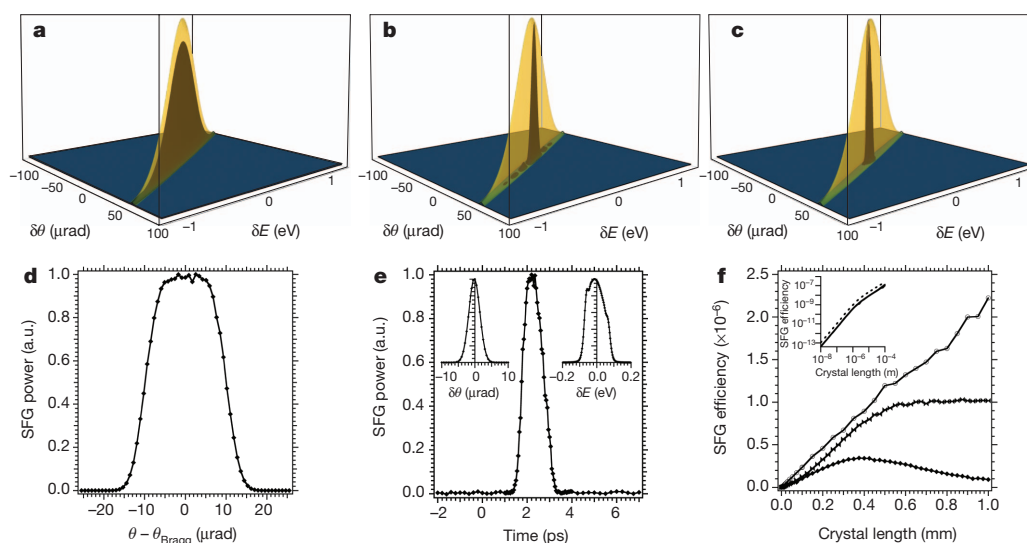 a
b
c
−100
−50
0
50
100
δθ (μrad)
−1
0
1
δE (eV)
−100
−50
0
50
100
δθ (μrad)
−1
0
1
δE (eV)
−100
−50
0
50
100
δθ (μrad)
−1
0
1
δE (eV)
d
SFG power (a.u.)
1.0
0.8
0.6
0.4
0.2
0.0
−20 −10 0 10 20
θ − θBragg (μrad)
e
SFG power (a.u.)
1.0
0.8
0.6
0.4
0.2
0.0
−10 0 10
δθ (μrad)
−0.2 0.0 0.2
δE (eV)
−2 0 2 4 6
Time (ps)
f
SFG efficiency (×10⁻⁶)
2.5
2.0
1.5
1.0
0.5
0.0
SFG efficiency
10⁻⁷
10⁻⁹
10⁻¹¹
10⁻¹³
10⁻⁸ 10⁻⁶ 10⁻⁴
Crystal length (m)
0.0 0.2 0.4 0.6 0.8 1.0
Crystal length (mm)